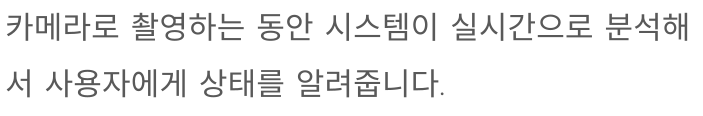 카메라로 촬영하는 동안 시스템이 실시간으로 분석해
서 사용자에게 상태를 알려줍니다.